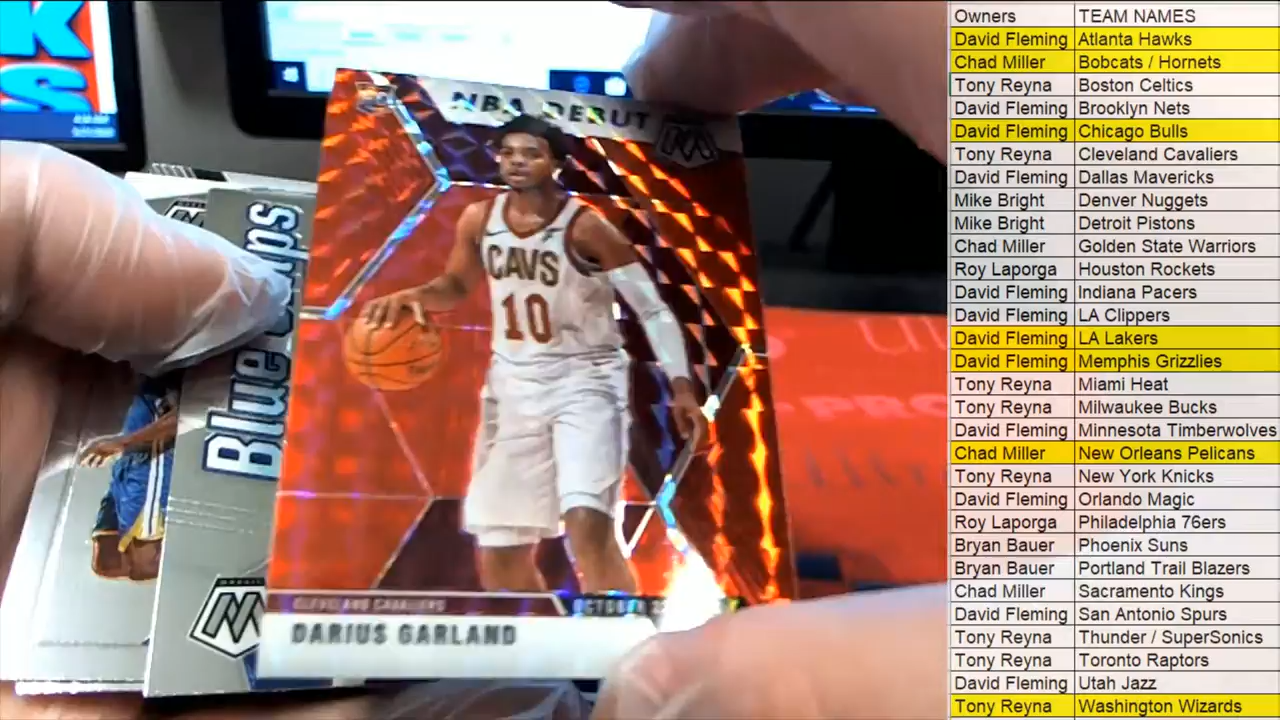 NBA DEBUT
CAVS
10
CLEVELAND CAVALIERS
OCTOBER
DARIUS GARLAND
Blue
MOSAIC
Owners TEAM NAMES
David Fleming Atlanta Hawks
Chad Miller Bobcats / Hornets
Tony Reyna Boston Celtics
David Fleming Brooklyn Nets
David Fleming Chicago Bulls
Tony Reyna Cleveland Cavaliers
David Fleming Dallas Mavericks
Mike Bright Denver Nuggets
Mike Bright Detroit Pistons
Chad Miller Golden State Warriors
Roy Laporga Houston Rockets
David Fleming Indiana Pacers
David Fleming LA Clippers
David Fleming LA Lakers
David Fleming Memphis Grizzlies
Tony Reyna Miami Heat
Tony Reyna Milwaukee Bucks
David Fleming Minnesota Timberwolves
Chad Miller New Orleans Pelicans
Tony Reyna New York Knicks
David Fleming Orlando Magic
Roy Laporga Philadelphia 76ers
Bryan Bauer Phoenix Suns
Bryan Bauer Portland Trail Blazers
Chad Miller Sacramento Kings
David Fleming San Antonio Spurs
Tony Reyna Thunder / SuperSonics
Tony Reyna Toronto Raptors
David Fleming Utah Jazz
Tony Reyna Washington Wizards